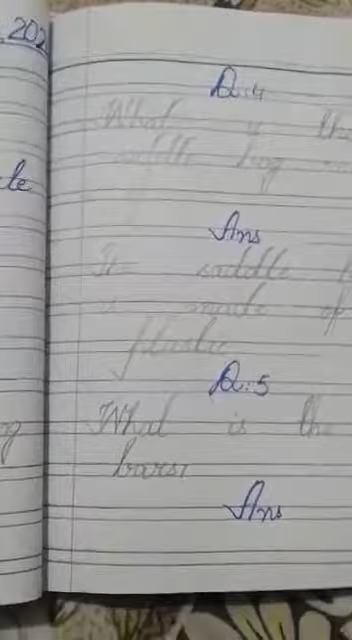 , 202
le
Q:4
What is the
saddle bag
Ans
The saddle
is made of
plastic
Q:5
ng
What is the
bars?
Ans